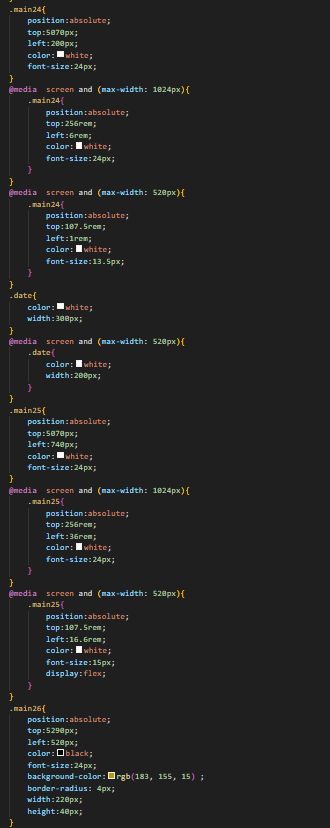 .main24{
position:absolute;
top:5070px;
left:200px;
color:white;
font-size:24px;
}
@media  screen and (max-width: 1024px){
.main24{
position:absolute;
top:256rem;
left:6rem;
color:white;
font-size:24px;
}
}
@media  screen and (max-width: 520px){
.main24{
position:absolute;
top:107.5rem;
left:1rem;
color:white;
font-size:13.5px;
}
}
.date{
color:white;
width:300px;
}
@media  screen and (max-width: 520px){
.date{
color:white;
width:200px;
}
}
.main25{
position:absolute;
top:5070px;
left:740px;
color:white;
font-size:24px;
}
@media  screen and (max-width: 1024px){
.main25{
position:absolute;
top:256rem;
left:36rem;
color:white;
font-size:24px;
}
}
@media  screen and (max-width: 520px){
.main25{
position:absolute;
top:107.5rem;
left:16.6rem;
color:white;
font-size:15px;
display:flex;
}
}
.main26{
position:absolute;
top:5290px;
left:520px;
color:black;
font-size:24px;
background-color:rgb(183, 155, 15) ;
border-radius: 4px;
width:220px;
height:40px;
}